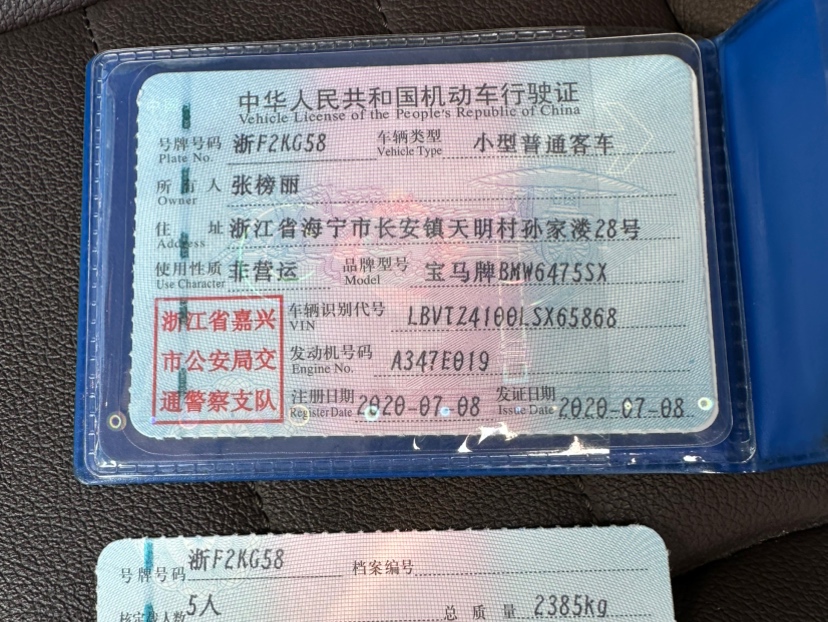 中华人民共和国机动车行驶证
Vehicle License of the People's Republic of China
号牌号码 浙F2KG58 车辆类型 小型普通客车
Plate No. Vehicle Type
所有人 张榜丽
Owner
住址 浙江省海宁市长安镇天明村孙家溇28号
Address
使用性质 非营运 品牌型号 宝马牌BMW6475SX
Use Character Model
浙江省嘉兴市公安局交通警察支队
车辆识别代号 LBVTZ4100LSX65868
VIN
发动机号码 A347E019
Engine No.
注册日期 2020-07-08 发证日期 2020-07-08
Register Date Issue Date
号牌号码 浙F2KG58 档案编号
核定载人数 5人 总质量 2385kg